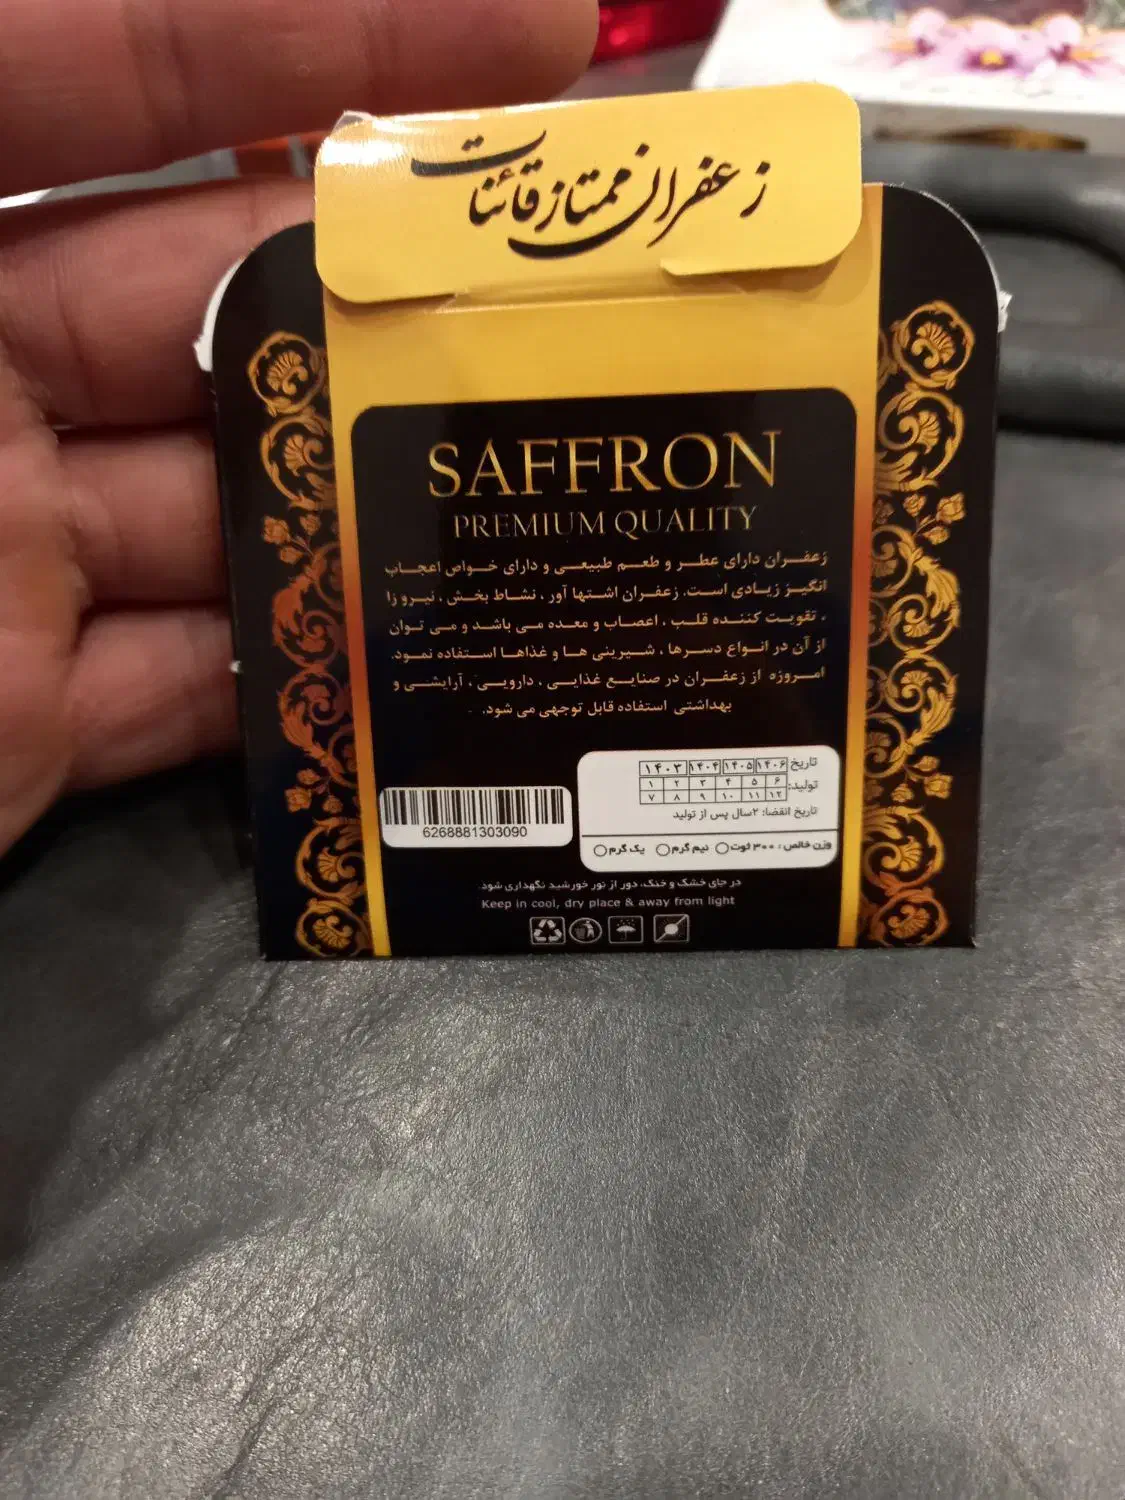 زعفران ممتاز قائنات
SAFFRON
PREMIUM QUALITY
زعفران دارای عطر و طعم طبیعی و دارای خواص اعجاب
انگیز زیادی است. زعفران اشتها آور ، نشاط بخش ، نیرو زا
، تقویت کننده قلب ، اعصاب و معده می باشد و می توان
از آن در انواع دسرها ، شیرینی ها و غذاها استفاده نمود.
امروزه از زعفران در صنایع غذایی ، دارویی ، آرایشی و
بهداشتی استفاده قابل توجهی می شود.
تاریخ تولید:
۱۴۰۳ ۱۴۰۴ ۱۴۰۵ ۱۴۰۶
۱ ۲ ۳ ۴ ۵ ۶
۷ ۸ ۹ ۱۰ ۱۱ ۱۲
تاریخ انقضا: ۲سال پس از تولید
وزن خالص : ۳۰۰ سوت نیم گرم یک گرم
6268881303090
در جای خشک و خنک، دور از نور خورشید نگهداری شود.
Keep in cool, dry place & away from light